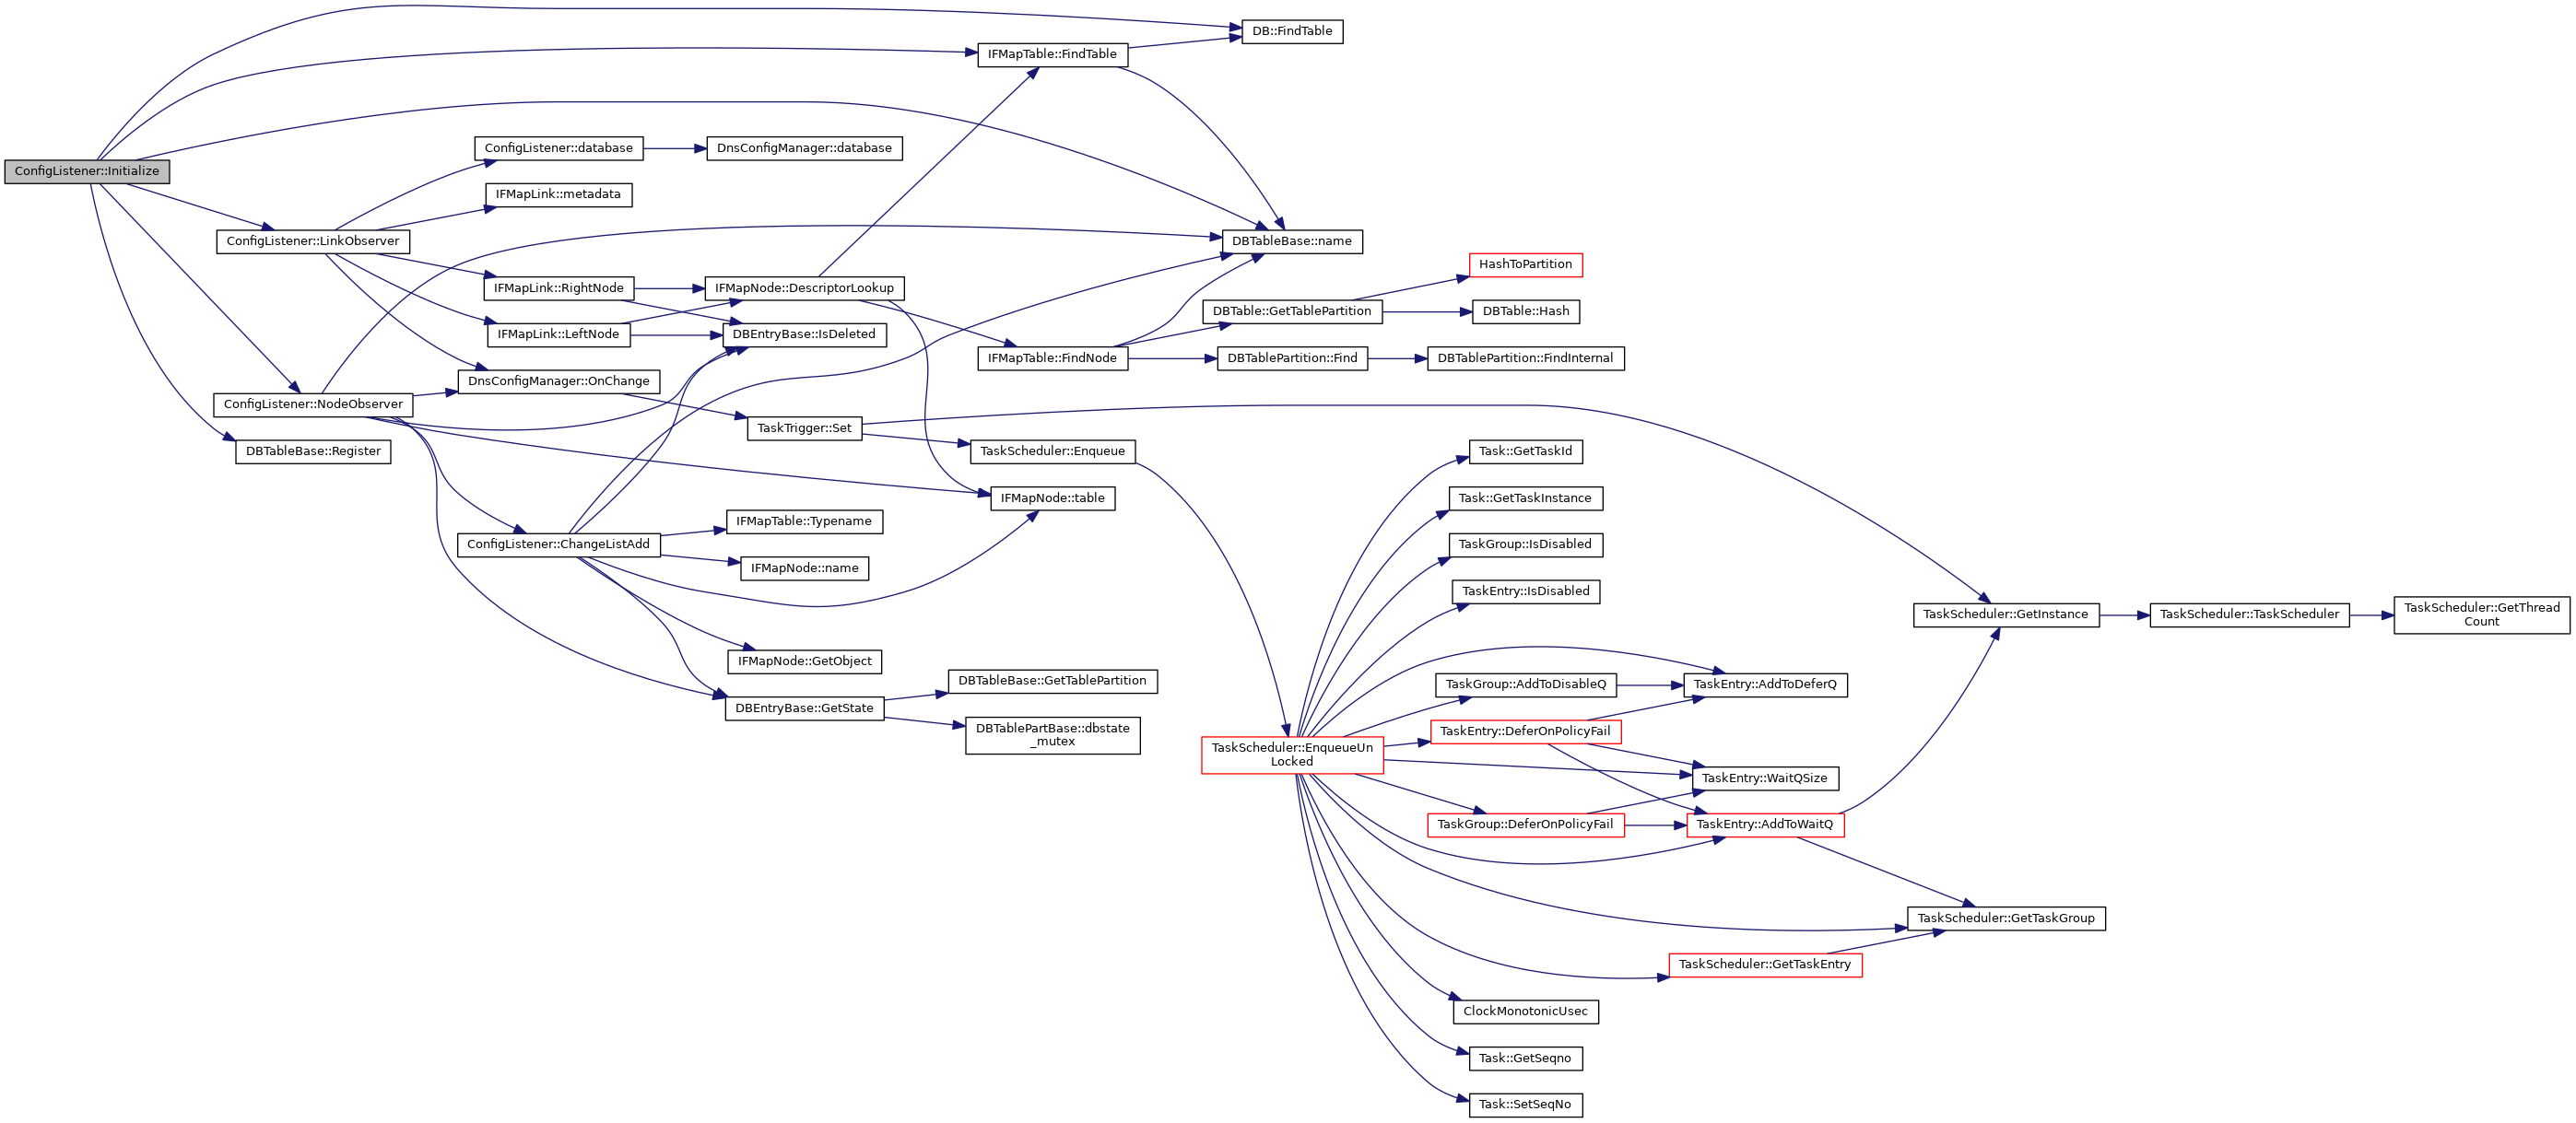 ConfigListener::Initialize
DB::FindTable
IFMapTable::FindTable
ConfigListener::database
DnsConfigManager::database
IFMapLink::metadata
ConfigListener::LinkObserver
DBTableBase::name
HashToPartition
IFMapLink::RightNode
IFMapNode::DescriptorLookup
DBTable::GetTablePartition
DBTable::Hash
IFMapLink::LeftNode
DBEntryBase::IsDeleted
IFMapTable::FindNode
DBTablePartition::Find
DBTablePartition::FindInternal
DnsConfigManager::OnChange
ConfigListener::NodeObserver
TaskTrigger::Set
DBTableBase::Register
TaskScheduler::Enqueue
Task::GetTaskId
IFMapNode::table
Task::GetTaskInstance
IFMapTable::Typename
ConfigListener::ChangeListAdd
TaskGroup::IsDisabled
IFMapNode::name
TaskEntry::IsDisabled
TaskScheduler::GetInstance
TaskScheduler::TaskScheduler
TaskScheduler::GetThread
Count
IFMapNode::GetObject
DBTableBase::GetTablePartition
TaskGroup::AddToDisableQ
TaskEntry::AddToDeferQ
DBEntryBase::GetState
DBTablePartBase::dbstate
_mutex
TaskEntry::DeferOnPolicyFail
TaskScheduler::EnqueueUn
Locked
TaskEntry::WaitQSize
TaskGroup::DeferOnPolicyFail
TaskEntry::AddToWaitQ
TaskScheduler::GetTaskGroup
TaskScheduler::GetTaskEntry
ClockMonotonicUsec
Task::GetSeqno
Task::SetSeqNo